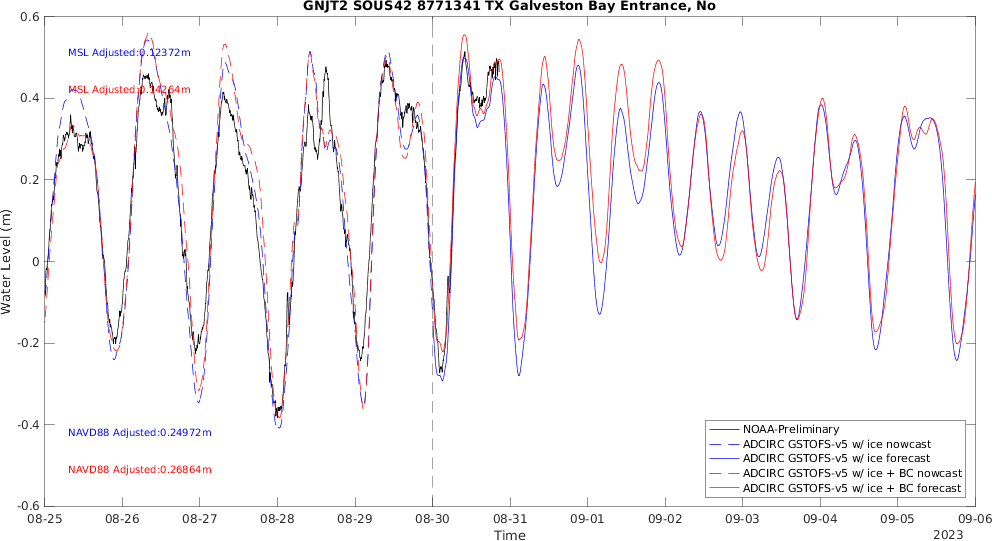 GNJT2 SOUS42 8771341 TX Galveston Bay Entrance, No
0.6
0.4
0.2
0
-0.2
-0.4
-0.6
Water Level (m)
MSL Adjusted:0.12372m
MSL Adjusted:0.14264m
NAVD88 Adjusted:0.24972m
NAVD88 Adjusted:0.26864m
NOAA-Preliminary
ADCIRC GSTOFS-v5 w/ ice nowcast
ADCIRC GSTOFS-v5 w/ ice forecast
ADCIRC GSTOFS-v5 w/ ice + BC nowcast
ADCIRC GSTOFS-v5 w/ ice + BC forecast
08-25 08-26 08-27 08-28 08-29 08-30 08-31 09-01 09-02 09-03 09-04 09-05 09-06
Time
2023